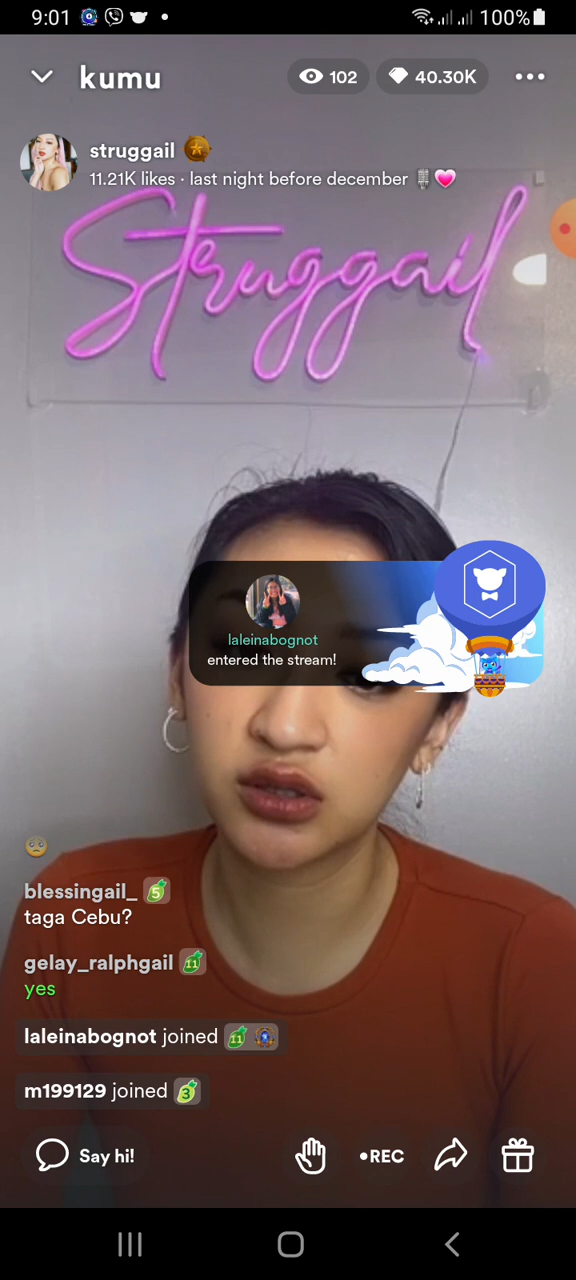 9:01
100%
kumu
102
40.30K
struggail
11.21K likes · last night before december 🎙️💗
Struggail
laleinabognot
entered the stream!
🥺
blessingail_ 5
taga Cebu?
gelay_ralphgail 11
yes
laleinabognot joined 11
m199129 joined 3
Say hi!
•REC